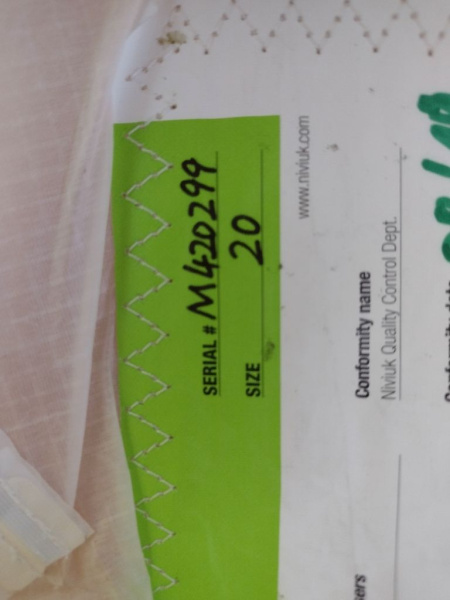 SERIAL # M420299
SIZE 20
www.niviuk.com
Conformity name
Niviuk Quality Control Dept.